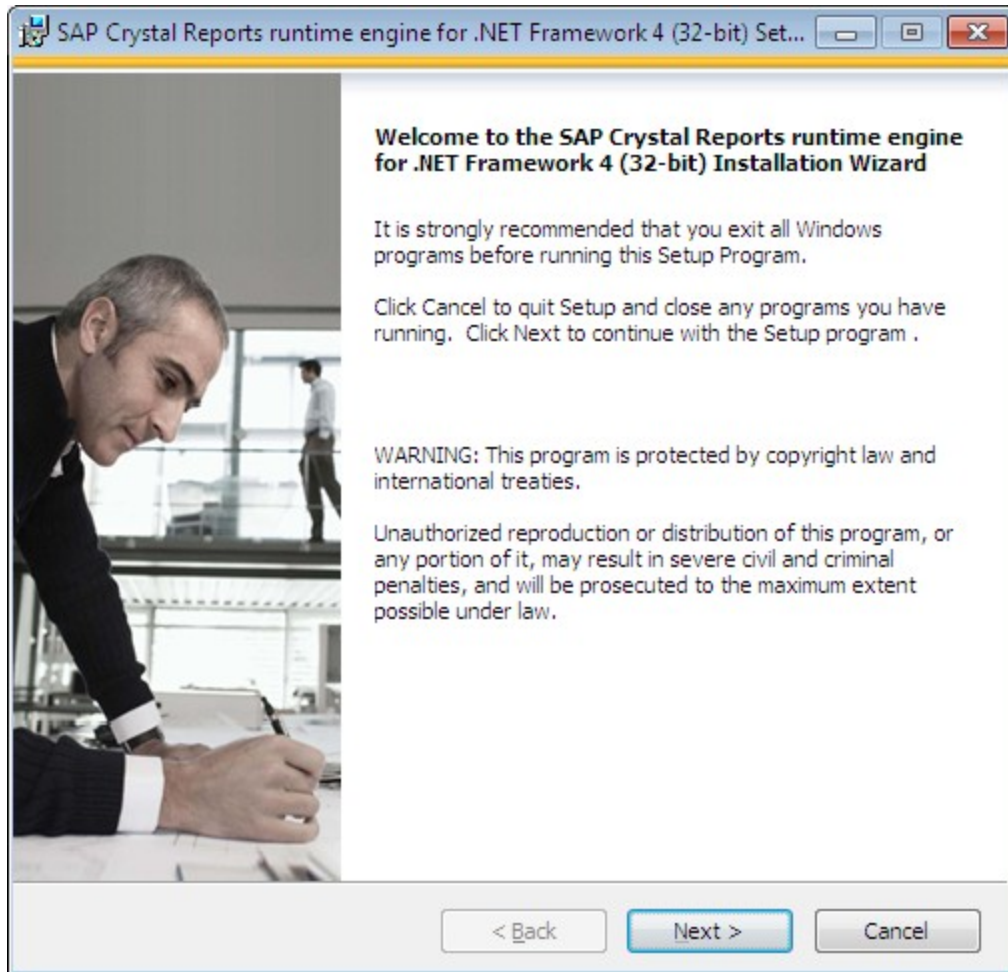 SAP Crystal Reports runtime engine for .NET Framework 4 (32-bit) Set...
Welcome to the SAP Crystal Reports runtime engine
for .NET Framework 4 (32-bit) Installation Wizard
It is strongly recommended that you exit all Windows
programs before running this Setup Program.
Click Cancel to quit Setup and close any programs you have
running.  Click Next to continue with the Setup program .
WARNING: This program is protected by copyright law and
international treaties.
Unauthorized reproduction or distribution of this program, or
any portion of it, may result in severe civil and criminal
penalties, and will be prosecuted to the maximum extent
possible under law.
< Back Next > Cancel